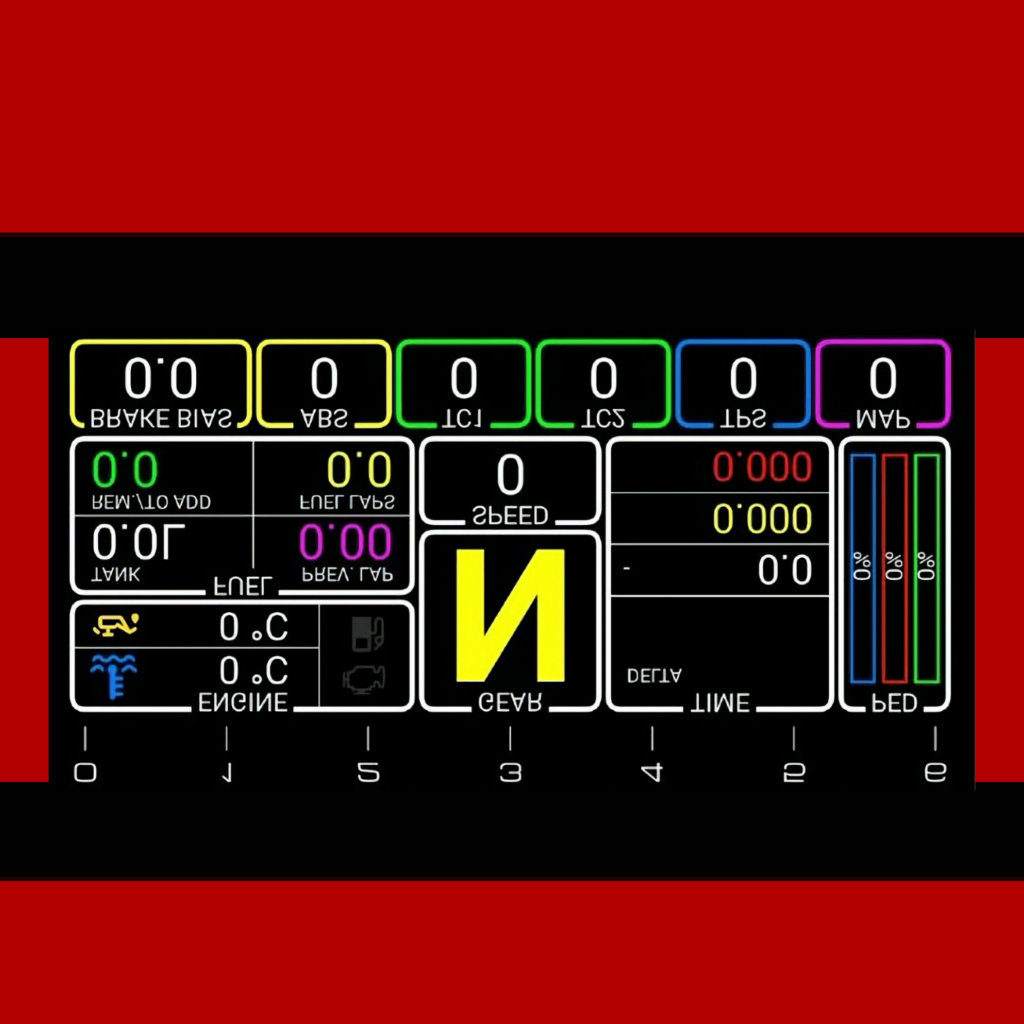 0 1 2 3 4 5 6
ENGINE
0 °C
0 °C
FUEL
TANK
0.0L
PREV. LAP
0.00
REM./TO ADD
0.0
FUEL LAPS
0.0
GEAR
N
SPEED
0
TIME
DELTA
- 0.0
0.000
0.000
PED
0% 0% 0%
BRAKE BIAS
0.0
ABS
0
TC1
0
TC2
0
TPS
0
MAP
0